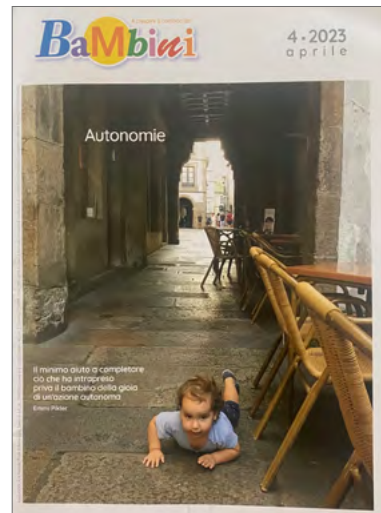 BaMbini
4 • 2023
aprile
Autonomie
Il minimo aiuto a completare
ciò che ha intrapreso
priva il bambino della gioia
di un'azione autonoma
Emmi Pikler